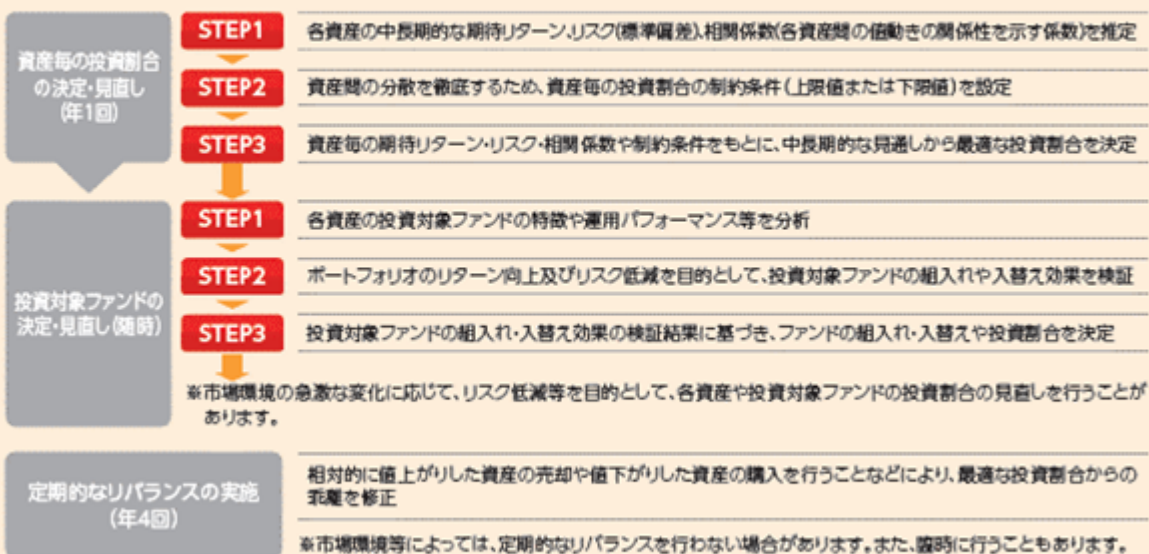 資産毎の投資割合
の決定・見直し
(年1回)
STEP1
各資産の中長期的な期待リターン、リスク(標準偏差)、相関係数(各資産間の値動きの関係性を示す係数)を推定
STEP2
資産間の分散を徹底するため、資産毎の投資割合の制約条件(上限値または下限値)を設定
STEP3
資産毎の期待リターン・リスク・相関係数や制約条件をもとに、中長期的な見通しから最適な投資割合を決定
投資対象ファンドの
決定・見直し(随時)
STEP1
各資産の投資対象ファンドの特徴や運用パフォーマンス等を分析
STEP2
ポートフォリオのリターン向上及びリスク低減を目的として、投資対象ファンドの組入れや入替え効果を検証
STEP3
投資対象ファンドの組入れ・入替え効果の検証結果に基づき、ファンドの組入れ・入替えや投資割合を決定
※市場環境の急激な変化に応じて、リスク低減等を目的として、各資産や投資対象ファンドの投資割合の見直しを行うことが
あります。
定期的なリバランスの実施
(年4回)
相対的に値上がりした資産の売却や値下がりした資産の購入を行うことなどにより、最適な投資割合からの
乖離を修正
※市場環境等によっては、定期的なリバランスを行わない場合があります。また、臨時に行うこともあります。